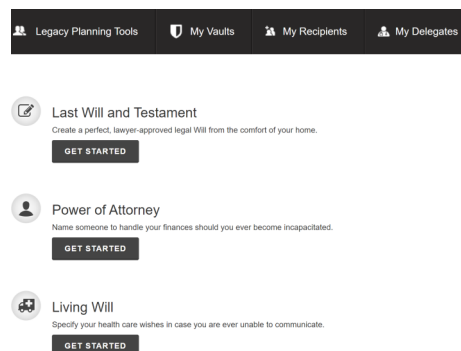 Legacy Planning Tools My Vaults My Recipients My Delegates
Last Will and Testament
Create a perfect, lawyer-approved legal Will from the comfort of your home.
GET STARTED
Power of Attorney
Name someone to handle your finances should you ever become incapacitated.
GET STARTED
Living Will
Specify your health care wishes in case you are ever unable to communicate.
GET STARTED